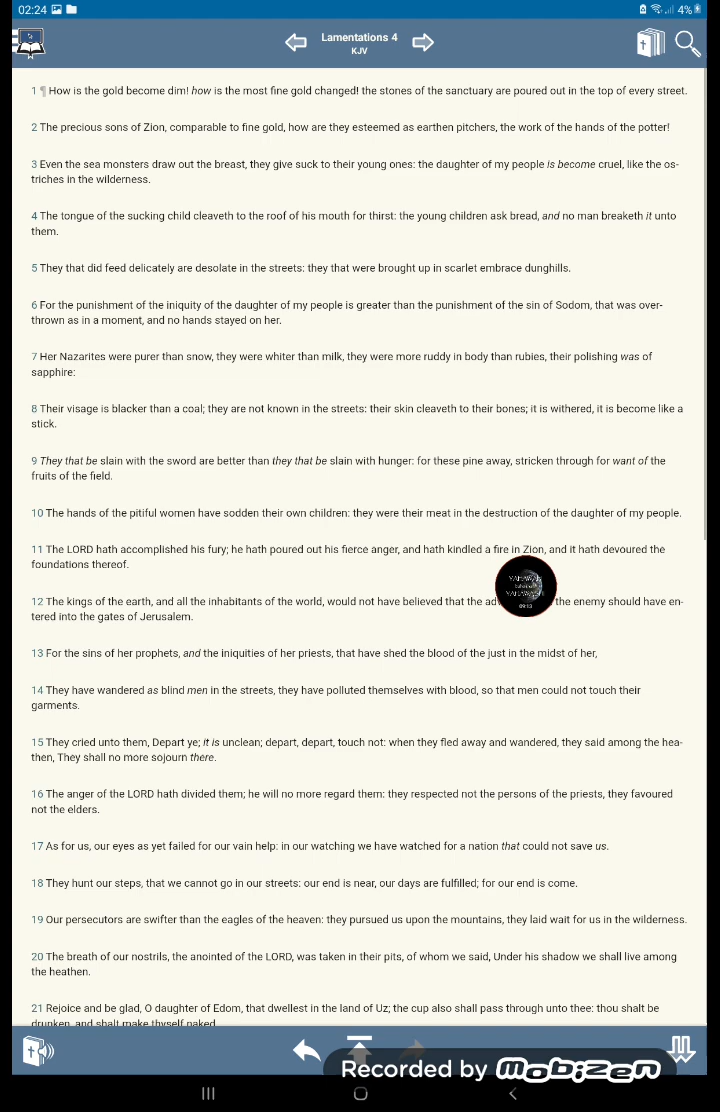 02:24
4%
Lamentations 4
KJV
1 ¶ How is the gold become dim! how is the most fine gold changed! the stones of the sanctuary are poured out in the top of every street.
2 The precious sons of Zion, comparable to fine gold, how are they esteemed as earthen pitchers, the work of the hands of the potter!
3 Even the sea monsters draw out the breast, they give suck to their young ones: the daughter of my people is become cruel, like the os-
triches in the wilderness.
4 The tongue of the sucking child cleaveth to the roof of his mouth for thirst: the young children ask bread, and no man breaketh it unto
them.
5 They that did feed delicately are desolate in the streets: they that were brought up in scarlet embrace dunghills.
6 For the punishment of the iniquity of the daughter of my people is greater than the punishment of the sin of Sodom, that was over-
thrown as in a moment, and no hands stayed on her.
7 Her Nazarites were purer than snow, they were whiter than milk, they were more ruddy in body than rubies, their polishing was of
sapphire:
8 Their visage is blacker than a coal; they are not known in the streets: their skin cleaveth to their bones; it is withered, it is become like a
stick.
9 They that be slain with the sword are better than they that be slain with hunger: for these pine away, stricken through for want of the
fruits of the field.
10 The hands of the pitiful women have sodden their own children: they were their meat in the destruction of the daughter of my people.
11 The LORD hath accomplished his fury; he hath poured out his fierce anger, and hath kindled a fire in Zion, and it hath devoured the
foundations thereof.
12 The kings of the earth, and all the inhabitants of the world, would not have believed that the the enemy should have en-
tered into the gates of Jerusalem.
YAHAWAH
YAHAWASHI
09:13
13 For the sins of her prophets, and the iniquities of her priests, that have shed the blood of the just in the midst of her,
14 They have wandered as blind men in the streets, they have polluted themselves with blood, so that men could not touch their
garments.
15 They cried unto them, Depart ye; it is unclean; depart, depart, touch not: when they fled away and wandered, they said among the hea-
then, They shall no more sojourn there.
16 The anger of the LORD hath divided them; he will no more regard them: they respected not the persons of the priests, they favoured
not the elders.
17 As for us, our eyes as yet failed for our vain help: in our watching we have watched for a nation that could not save us.
18 They hunt our steps, that we cannot go in our streets: our end is near, our days are fulfilled; for our end is come.
19 Our persecutors are swifter than the eagles of the heaven: they pursued us upon the mountains, they laid wait for us in the wilderness.
20 The breath of our nostrils, the anointed of the LORD, was taken in their pits, of whom we said, Under his shadow we shall live among
the heathen.
21 Rejoice and be glad, O daughter of Edom, that dwellest in the land of Uz; the cup also shall pass through unto thee: thou shalt be
drunken, and shalt make thyself naked
Recorded by Mobizen